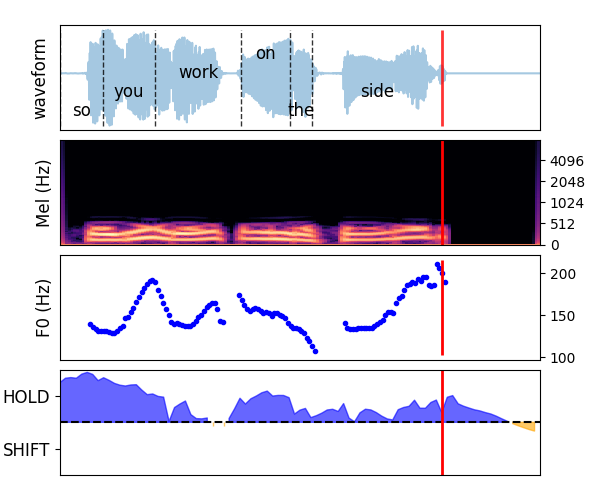 waveform
so you work on the side
Mel (Hz)
4096
2048
1024
512
0
F0 (Hz)
200
150
100
HOLD
SHIFT